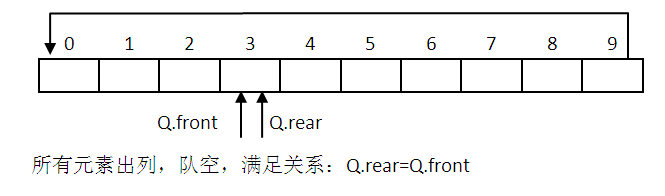 0 1 2 3 4 5 6 7 8 9
Q.front Q.rear
所有元素出列，队空，满足关系：Q.rear=Q.front